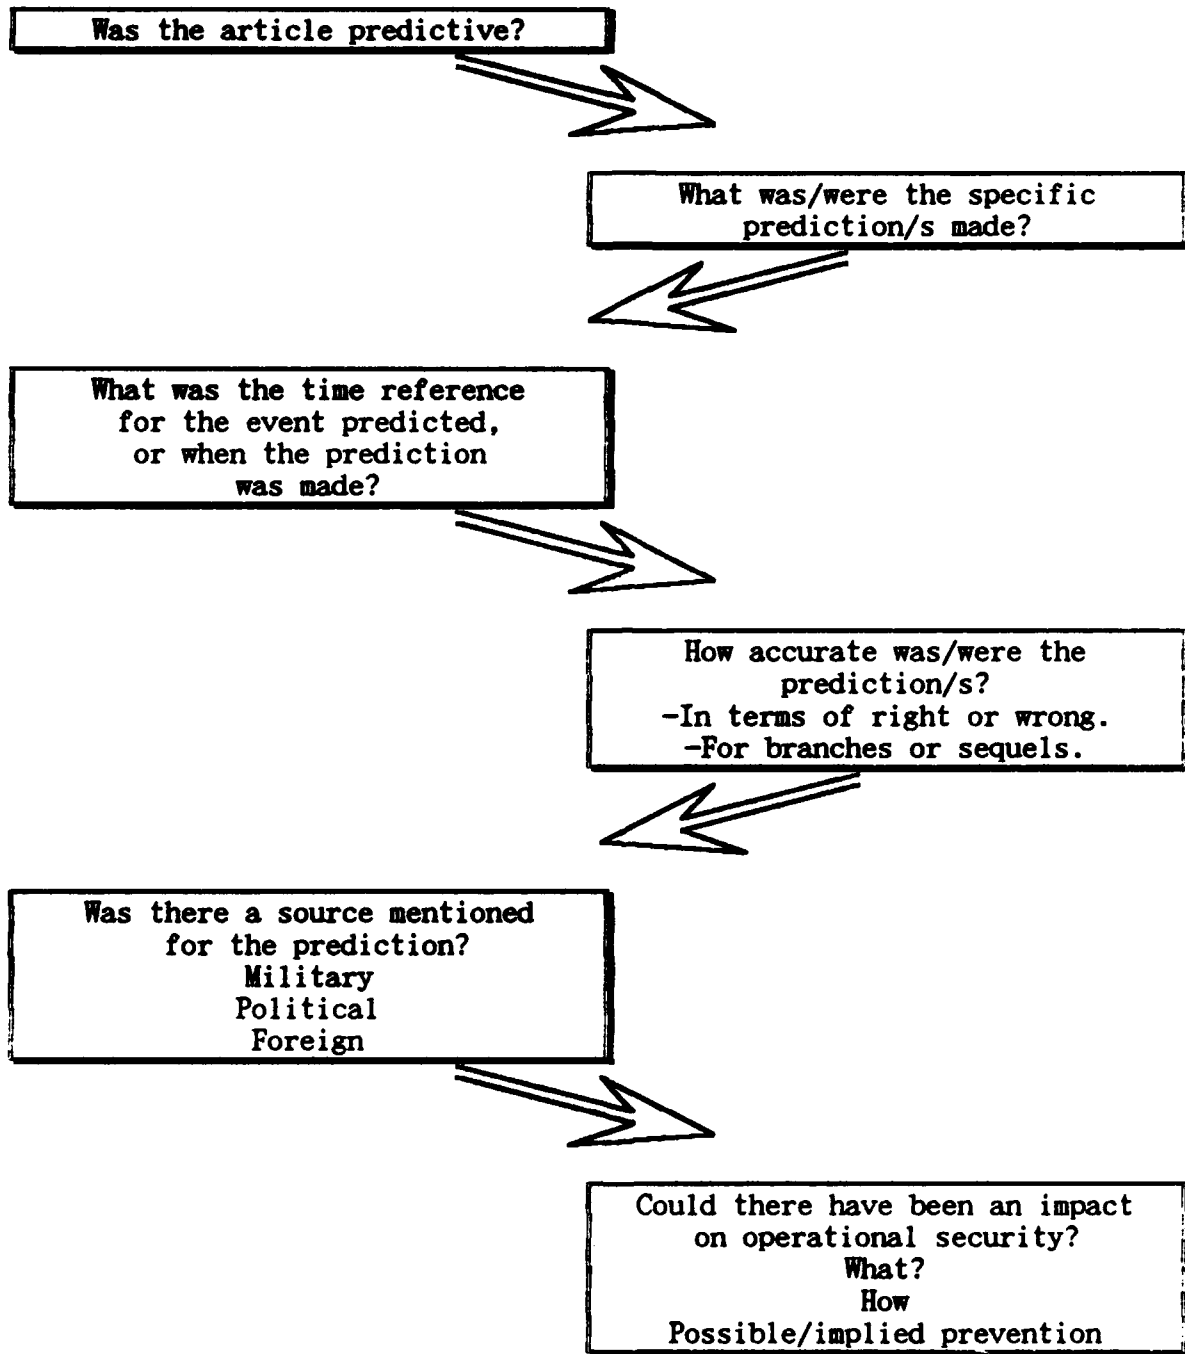 Was the article predictive?
What was/were the specific
prediction/s made?
What was the time reference
for the event predicted,
or when the prediction
was made?
How accurate was/were the
prediction/s?
-In terms of right or wrong.
-For branches or sequels.
Was there a source mentioned
for the prediction?
Military
Political
Foreign
Could there have been an impact
on operational security?
What?
How
Possible/implied prevention